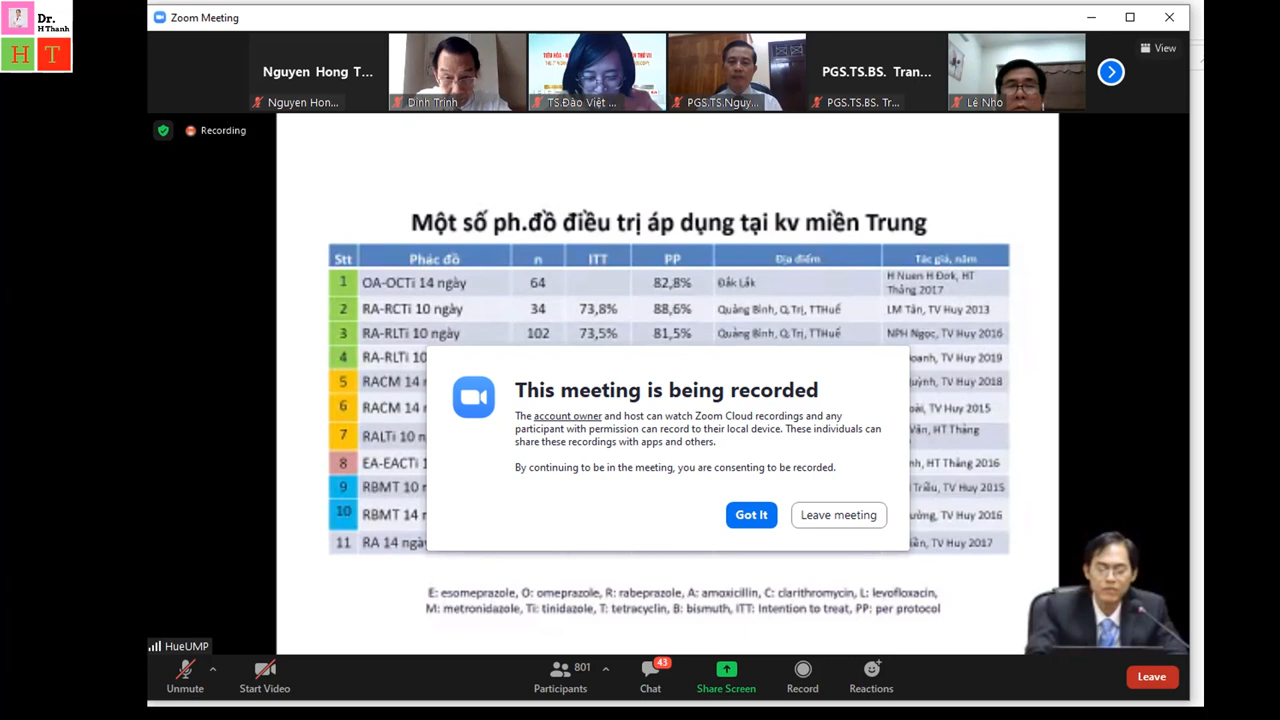 Dr.
H Thanh
H T
Zoom Meeting
View
Nguyen Hong T...
PGS.TS.BS. Tran...
Nguyen Hon...
Dinh Trinh
TS.Đào Việt ...
PGS.TS.Nguy...
PGS.TS.BS. Tr...
Lê Nho
Recording
Một số ph.đồ điều trị áp dụng tại kv miền Trung
Stt Phác đồ n ITT PP Địa điểm Tác giả, năm
1 OA-OCTi 14 ngày 64 82,8% Đắk Lắk H Nuen H Đơk, HT Thắng 2017
2 RA-RCTi 10 ngày 34 73,8% 88,6% Quảng Bình, Q.Trị, TTHuế LM Tân, TV Huy 2013
3 RA-RLTi 10 ngày 102 73,5% 81,5% Quảng Bình, Q.Trị, TTHuế NPH Ngọc, TV Huy 2016
4 RA-RLTi 10 oanh, TV Huy 2019
5 RACM 14 uỳnh, TV Huy 2018
6 RACM 14 TV Huy 2015
7 RALTi 10 n Vân, HT Thắng
8 EA-EACTi HT Thắng 2016
9 RBMT 10 n Triều, TV Huy 2015
10 RBMT 14 TV Huy 2016
11 RA 14 ngày TV Huy 2017
This meeting is being recorded
The account owner and host can watch Zoom Cloud recordings and any
participant with permission can record to their local device. These individuals can
share these recordings with apps and others.
By continuing to be in the meeting, you are consenting to be recorded.
Got It
Leave meeting
E: esomeprazole, O: omeprazole, R: rabeprazole, A: amoxicillin, C: clarithromycin, L: levofloxacin,
M: metronidazole, Ti: tinidazole, T: tetracyclin, B: bismuth, ITT: Intention to treat, PP: per protocol
HueUMP
Unmute
Start Video
801
Participants
43
Chat
Share Screen
Record
Reactions
Leave